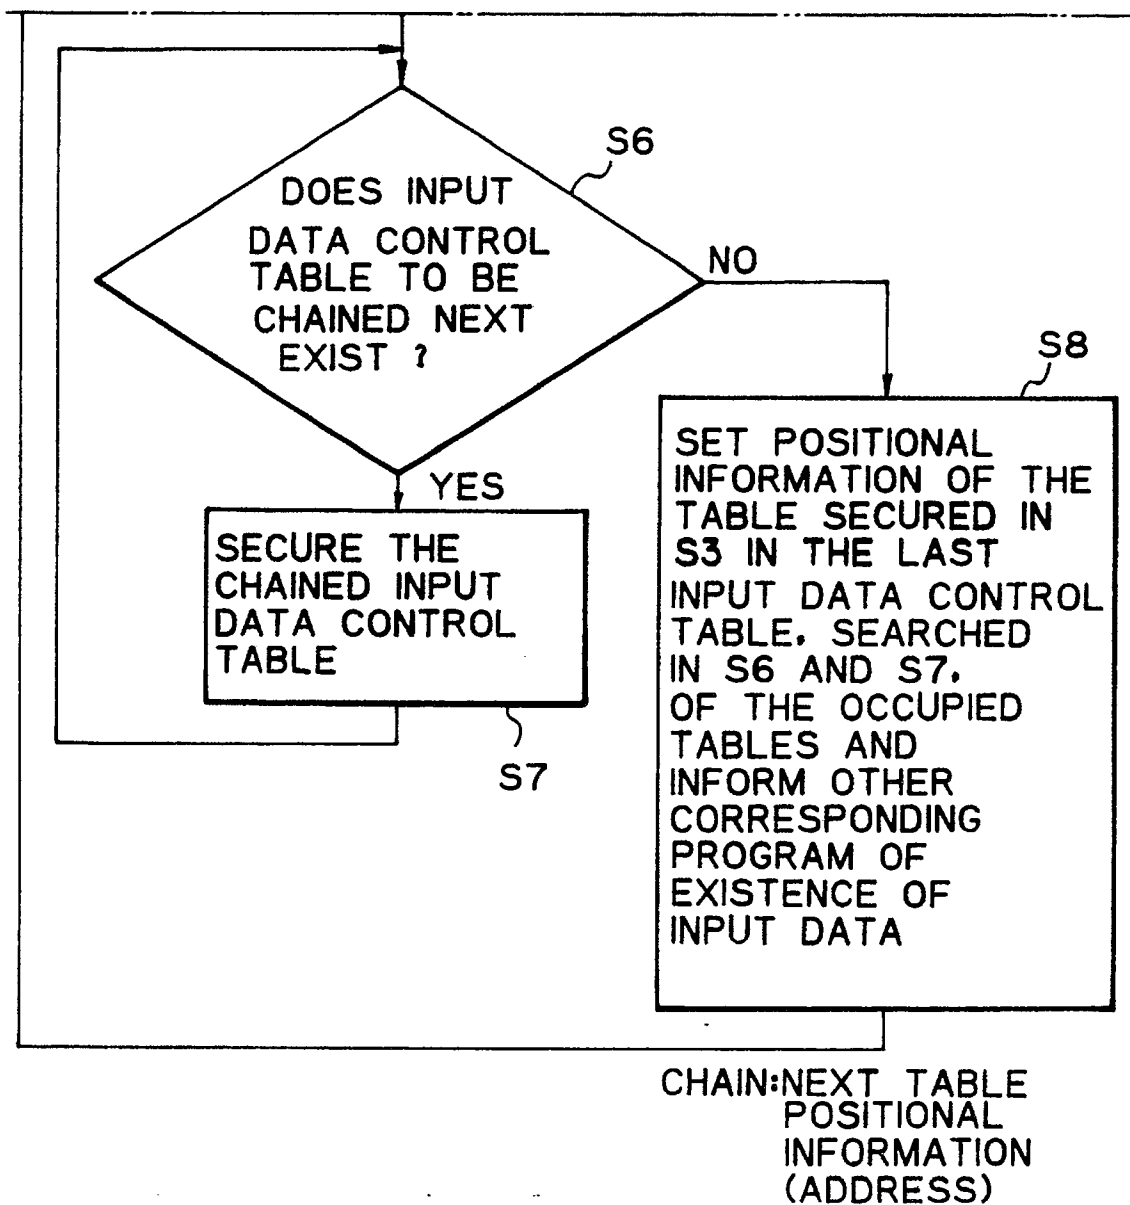 S6
DOES INPUT
DATA CONTROL
TABLE TO BE
CHAINED NEXT
EXIST ?
NO
YES
SECURE THE
CHAINED INPUT
DATA CONTROL
TABLE
S7
S8
SET POSITIONAL
INFORMATION OF THE
TABLE SECURED IN
S3 IN THE LAST
INPUT DATA CONTROL
TABLE. SEARCHED
IN S6 AND S7.
OF THE OCCUPIED
TABLES AND
INFORM OTHER
CORRESPONDING
PROGRAM OF
EXISTENCE OF
INPUT DATA
CHAIN:NEXT TABLE
POSITIONAL
INFORMATION
(ADDRESS)